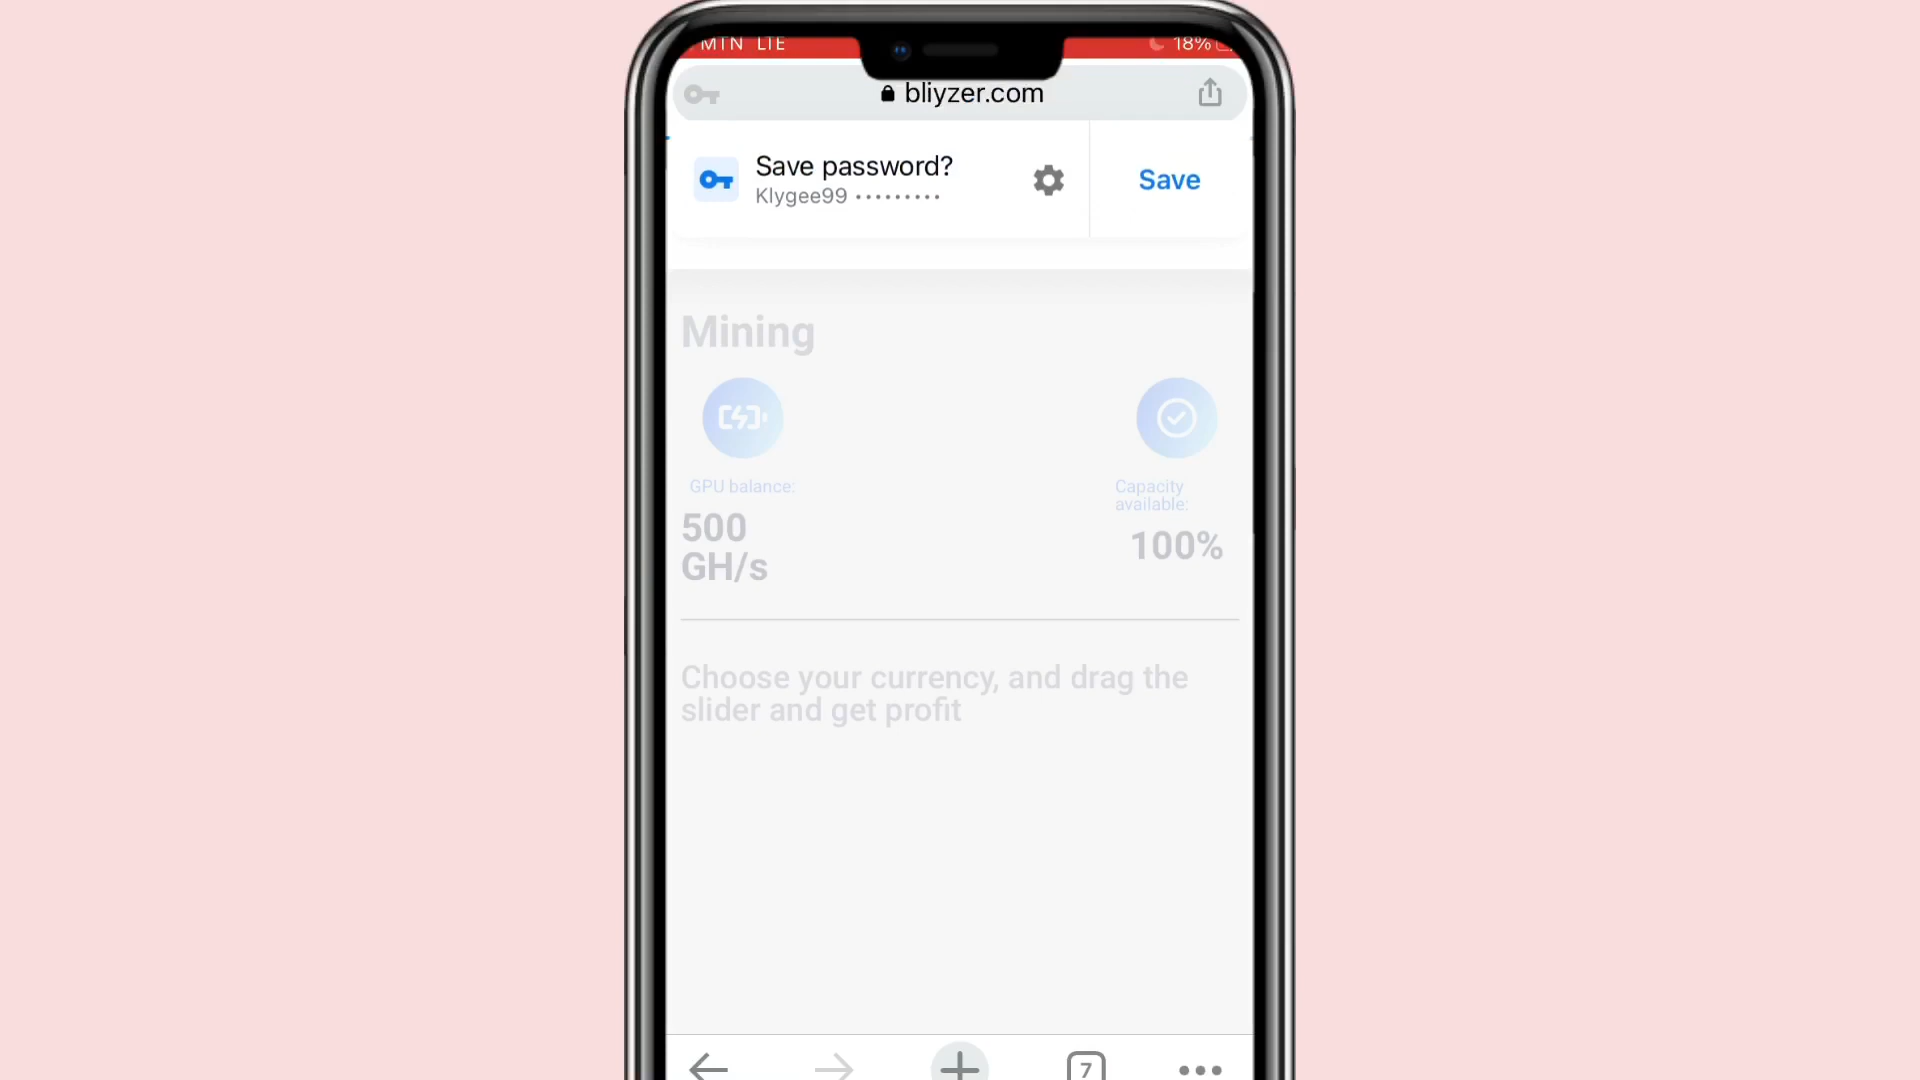 MTN LTE
18%
bliyzer.com
Save password?
Klygee99 •••••••••
Save
Mining
GPU balance:
500
GH/s
Capacity
available:
100%
Choose your currency, and drag the
slider and get profit
7